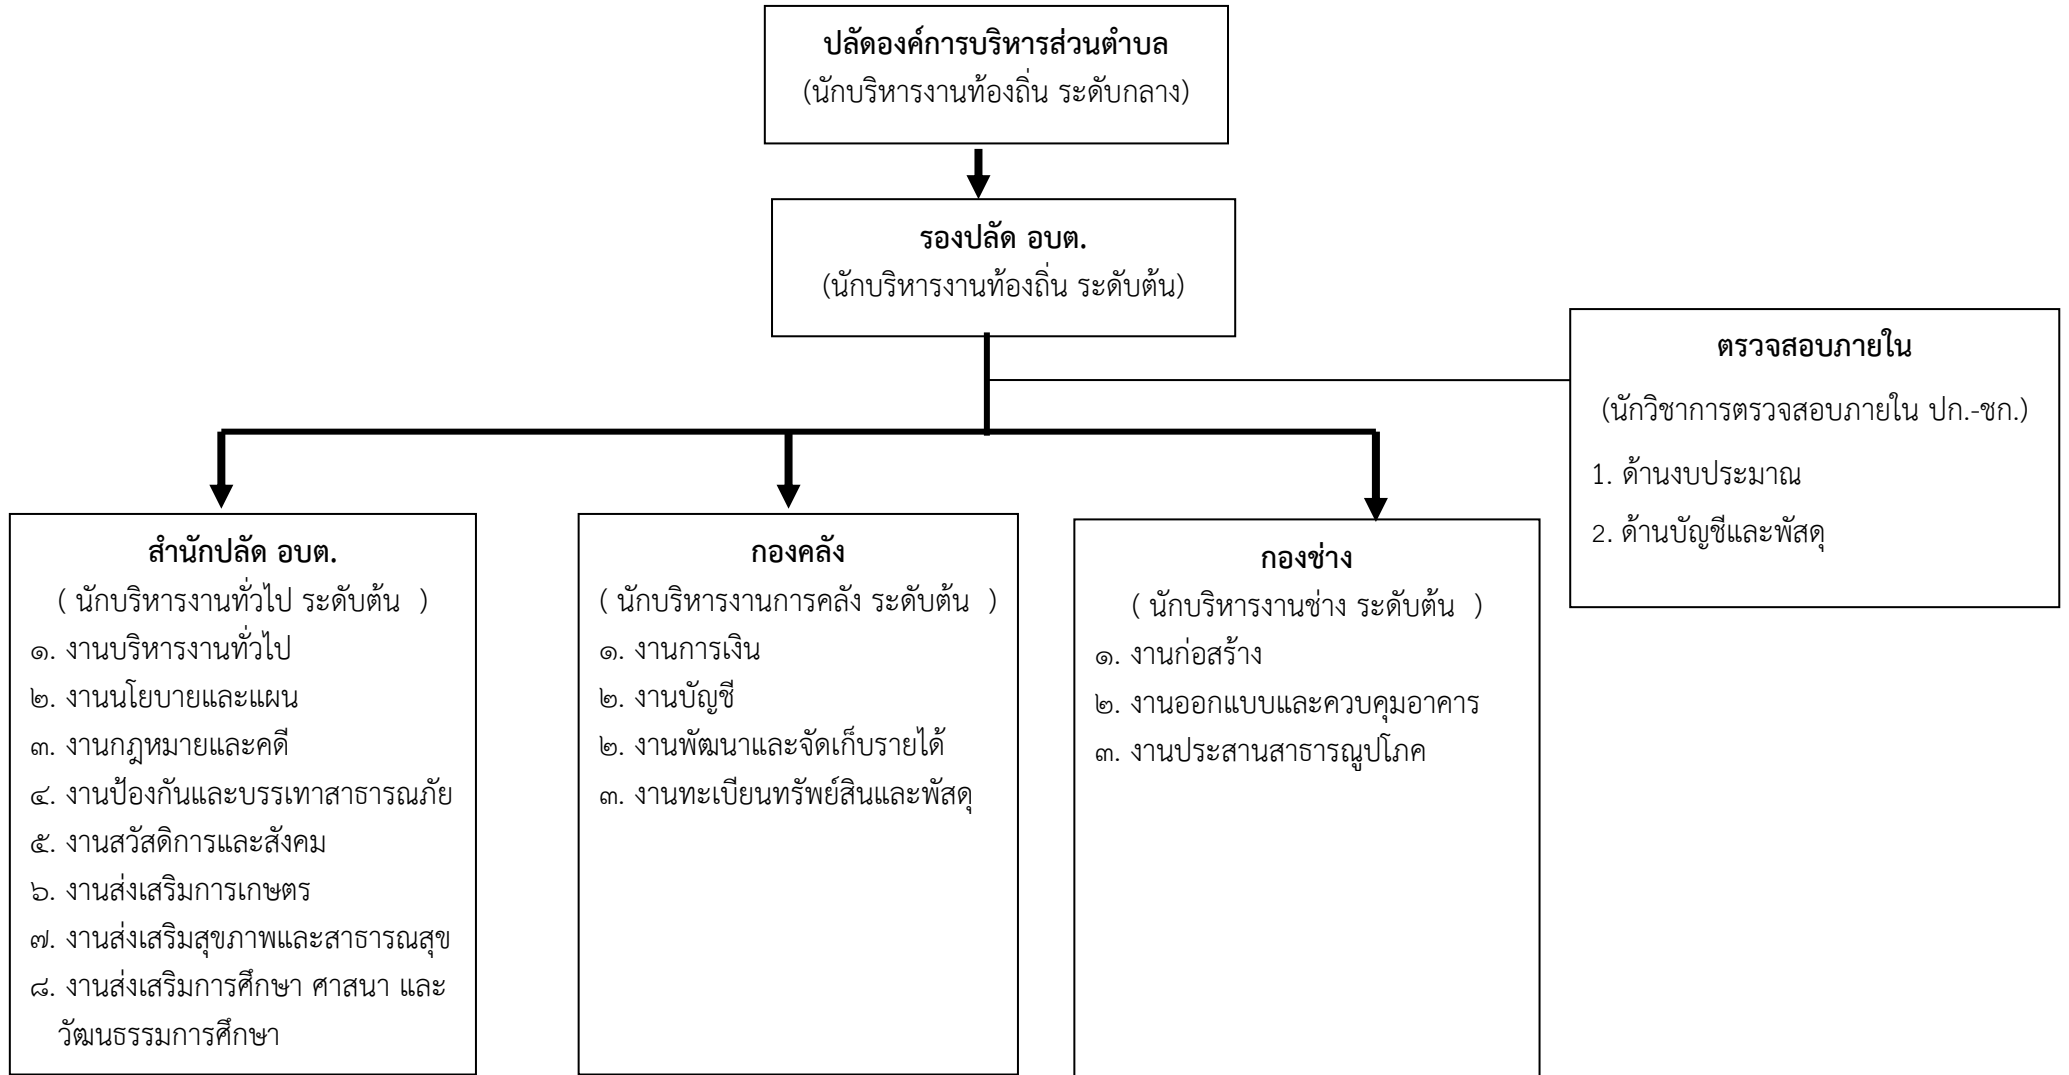 ปลัดองค์การบริหารส่วนตำบล
(นักบริหารงานท้องถิ่น ระดับกลาง)
รองปลัด อบต.
(นักบริหารงานท้องถิ่น ระดับต้น)
ตรวจสอบภายใน
(นักวิชาการตรวจสอบภายใน ปก.-ชก.)
1. ด้านงบประมาณ
2. ด้านบัญชีและพัสดุ
สำนักปลัด อบต.
( นักบริหารงานทั่วไป ระดับต้น )
๑. งานบริหารงานทั่วไป
๒. งานนโยบายและแผน
๓. งานกฎหมายและคดี
๔. งานป้องกันและบรรเทาสาธารณภัย
๕. งานสวัสดิการและสังคม
๖. งานส่งเสริมการเกษตร
๗. งานส่งเสริมสุขภาพและสาธารณสุข
๘. งานส่งเสริมการศึกษา ศาสนา และ
วัฒนธรรมการศึกษา
กองคลัง
( นักบริหารงานการคลัง ระดับต้น )
๑. งานการเงิน
๒. งานบัญชี
๒. งานพัฒนาและจัดเก็บรายได้
๓. งานทะเบียนทรัพย์สินและพัสดุ
กองช่าง
( นักบริหารงานช่าง ระดับต้น )
๑. งานก่อสร้าง
๒. งานออกแบบและควบคุมอาคาร
๓. งานประสานสาธารณูปโภค